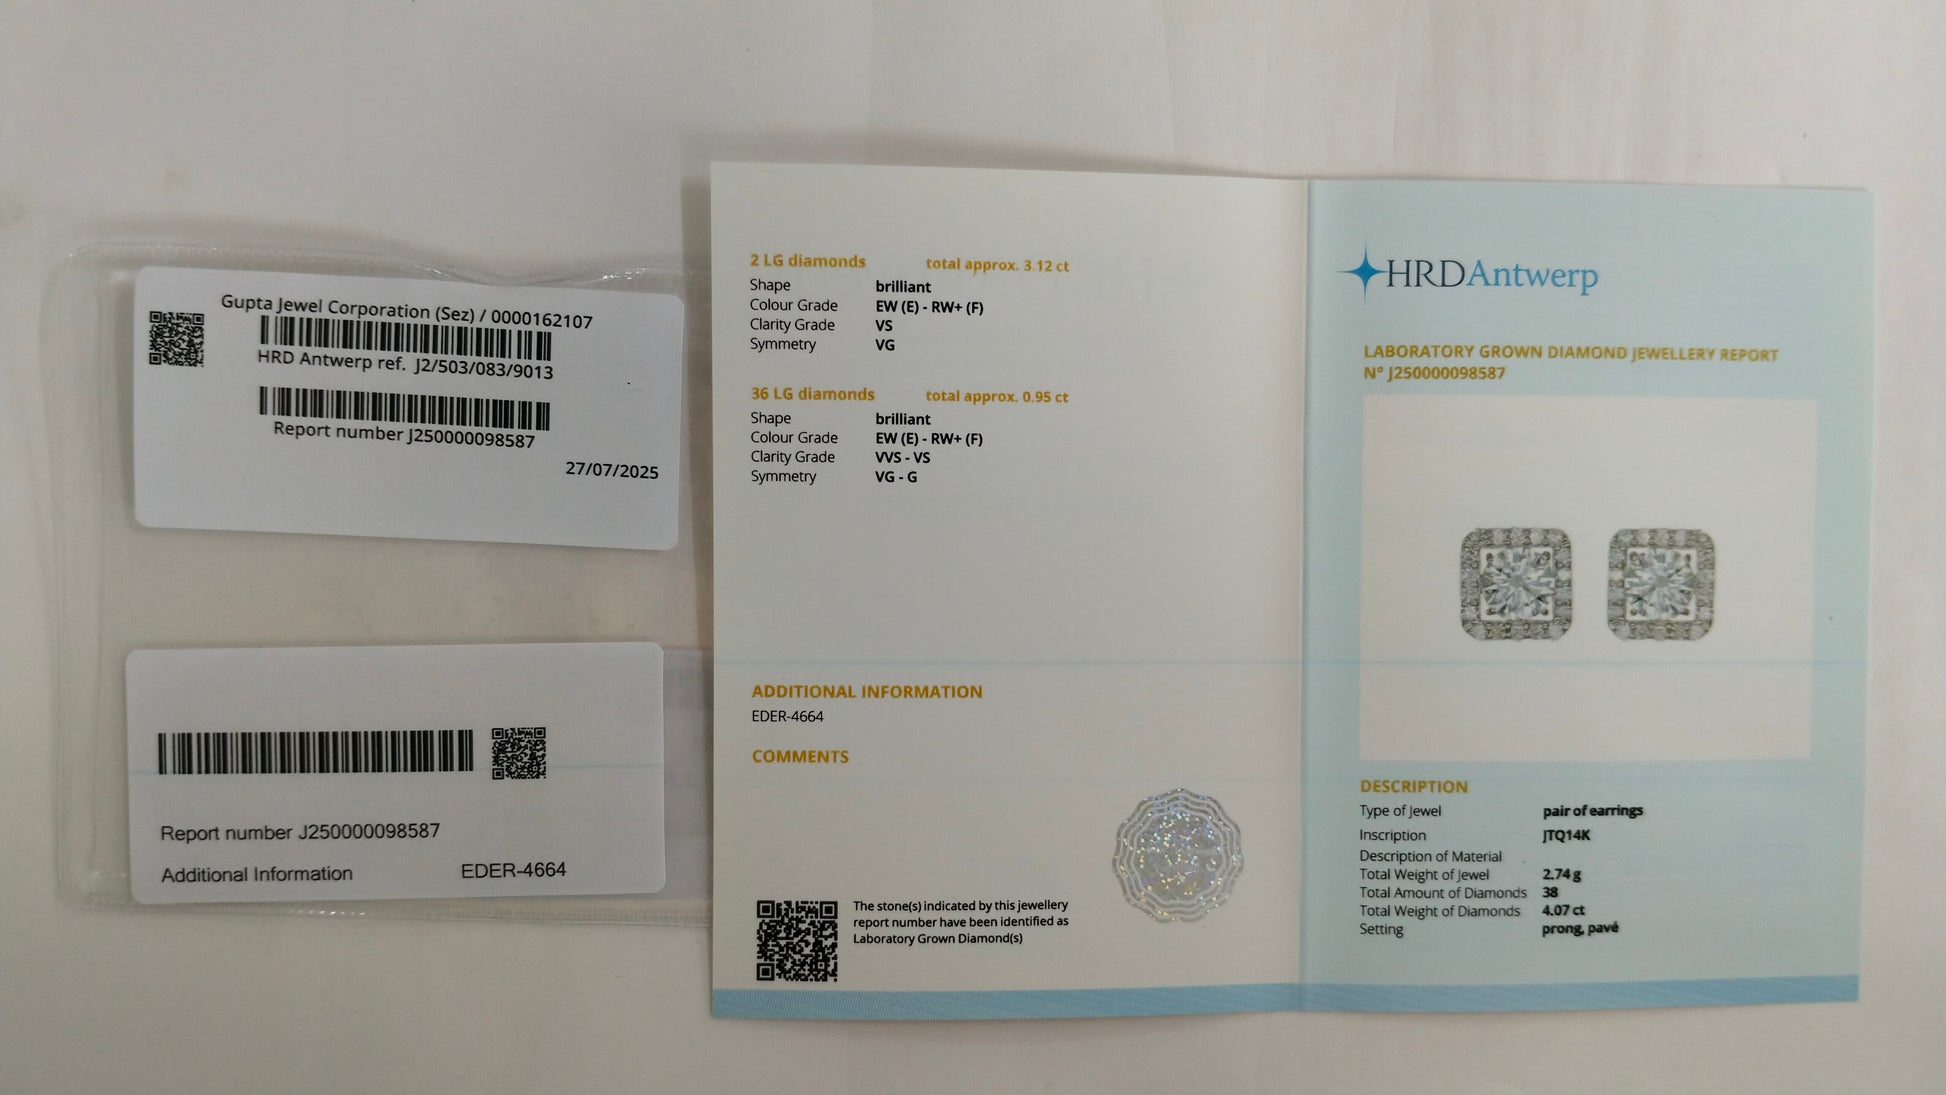 Gupta Jewel Corporation (Sez) / 0000162107
HRD Antwerp ref. J2/503/083/9013
Report number J250000098587
27/07/2025
Report number J250000098587
Additional Information EDER-4664
2 LG diamonds total approx. 3.12 ct
Shape brilliant
Colour Grade EW (E) - RW+ (F)
Clarity Grade VS
Symmetry VG
36 LG diamonds total approx. 0.95 ct
Shape brilliant
Colour Grade EW (E) - RW+ (F)
Clarity Grade VVS - VS
Symmetry VG - G
ADDITIONAL INFORMATION
EDER-4664
COMMENTS
The stone(s) indicated by this jewellery
report number have been identified as
Laboratory Grown Diamond(s)
HRDAntwerp
LABORATORY GROWN DIAMOND JEWELLERY REPORT
N° J250000098587
DESCRIPTION
Type of Jewel pair of earrings
Inscription JTQ14K
Description of Material
Total Weight of Jewel 2.74 g
Total Amount of Diamonds 38
Total Weight of Diamonds 4.07 ct
Setting prong, pavé